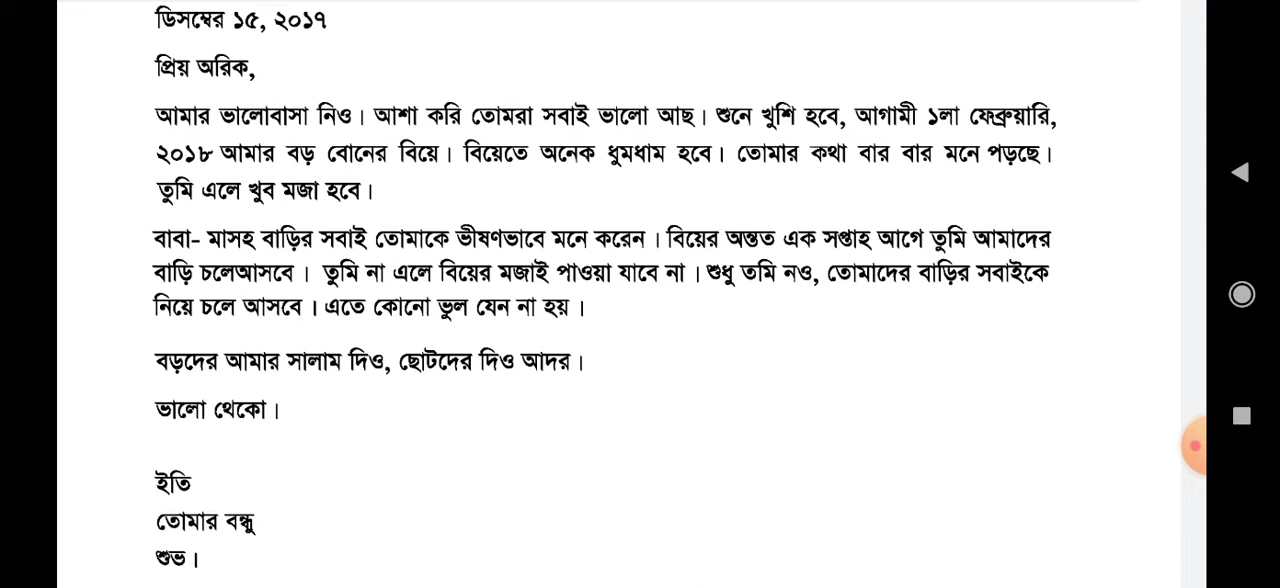 ডিসম্বের ১৫, ২০১৭
প্রিয় অরিক,
আমার ভালোবাসা নিও। আশা করি তোমরা সবাই ভালো আছ। শুনে খুশি হবে, আগামী ১লা ফেব্রুয়ারি,
২০১৮ আমার বড় বোনের বিয়ে। বিয়েতে অনেক ধুমধাম হবে। তোমার কথা বার বার মনে পড়ছে।
তুমি এলে খুব মজা হবে।
বাবা- মাসহ বাড়ির সবাই তোমাকে ভীষণভাবে মনে করেন । বিয়ের অন্তত এক সপ্তাহ আগে তুমি আমাদের
বাড়ি চলেআসবে । তুমি না এলে বিয়ের মজাই পাওয়া যাবে না । শুধু তমি নও, তোমাদের বাড়ির সবাইকে
নিয়ে চলে আসবে । এতে কোনো ভুল যেন না হয় ।
বড়দের আমার সালাম দিও, ছোটদের দিও আদর ।
ভালো থেকো ।
ইতি
তোমার বন্ধু
শুভ ।